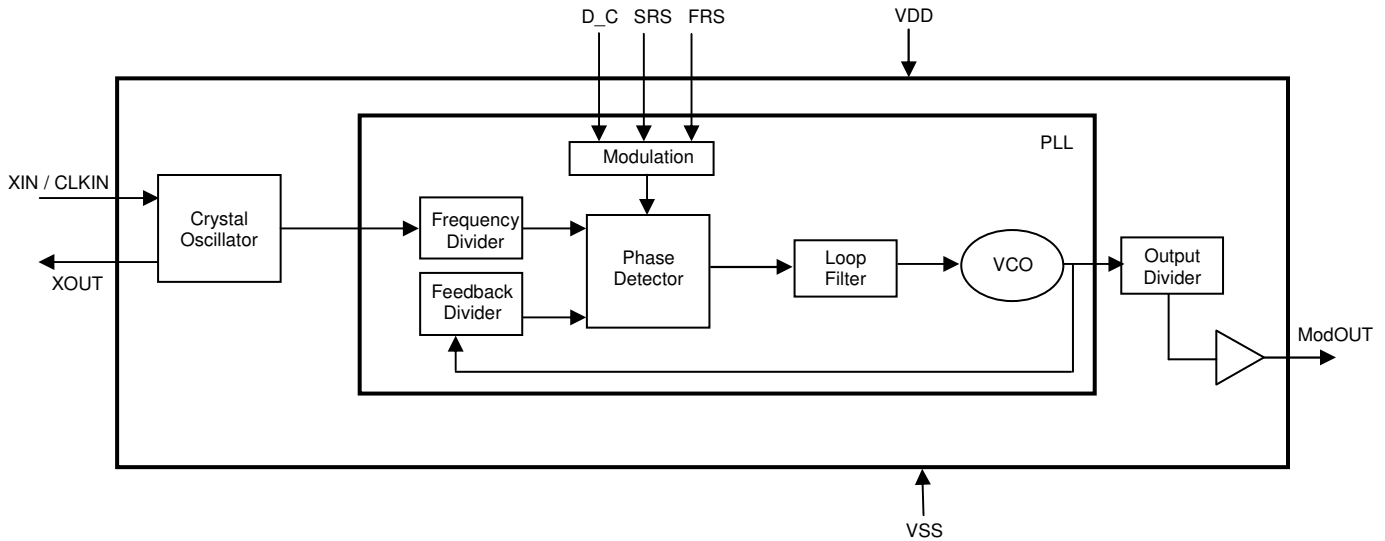 D_C SRS FRS
VDD
PLL
Modulation
XIN / CLKIN
Crystal
Oscillator
XOUT
Frequency
Divider
Feedback
Divider
Phase
Detector
Loop
Filter
VCO
Output
Divider
ModOUT
VSS